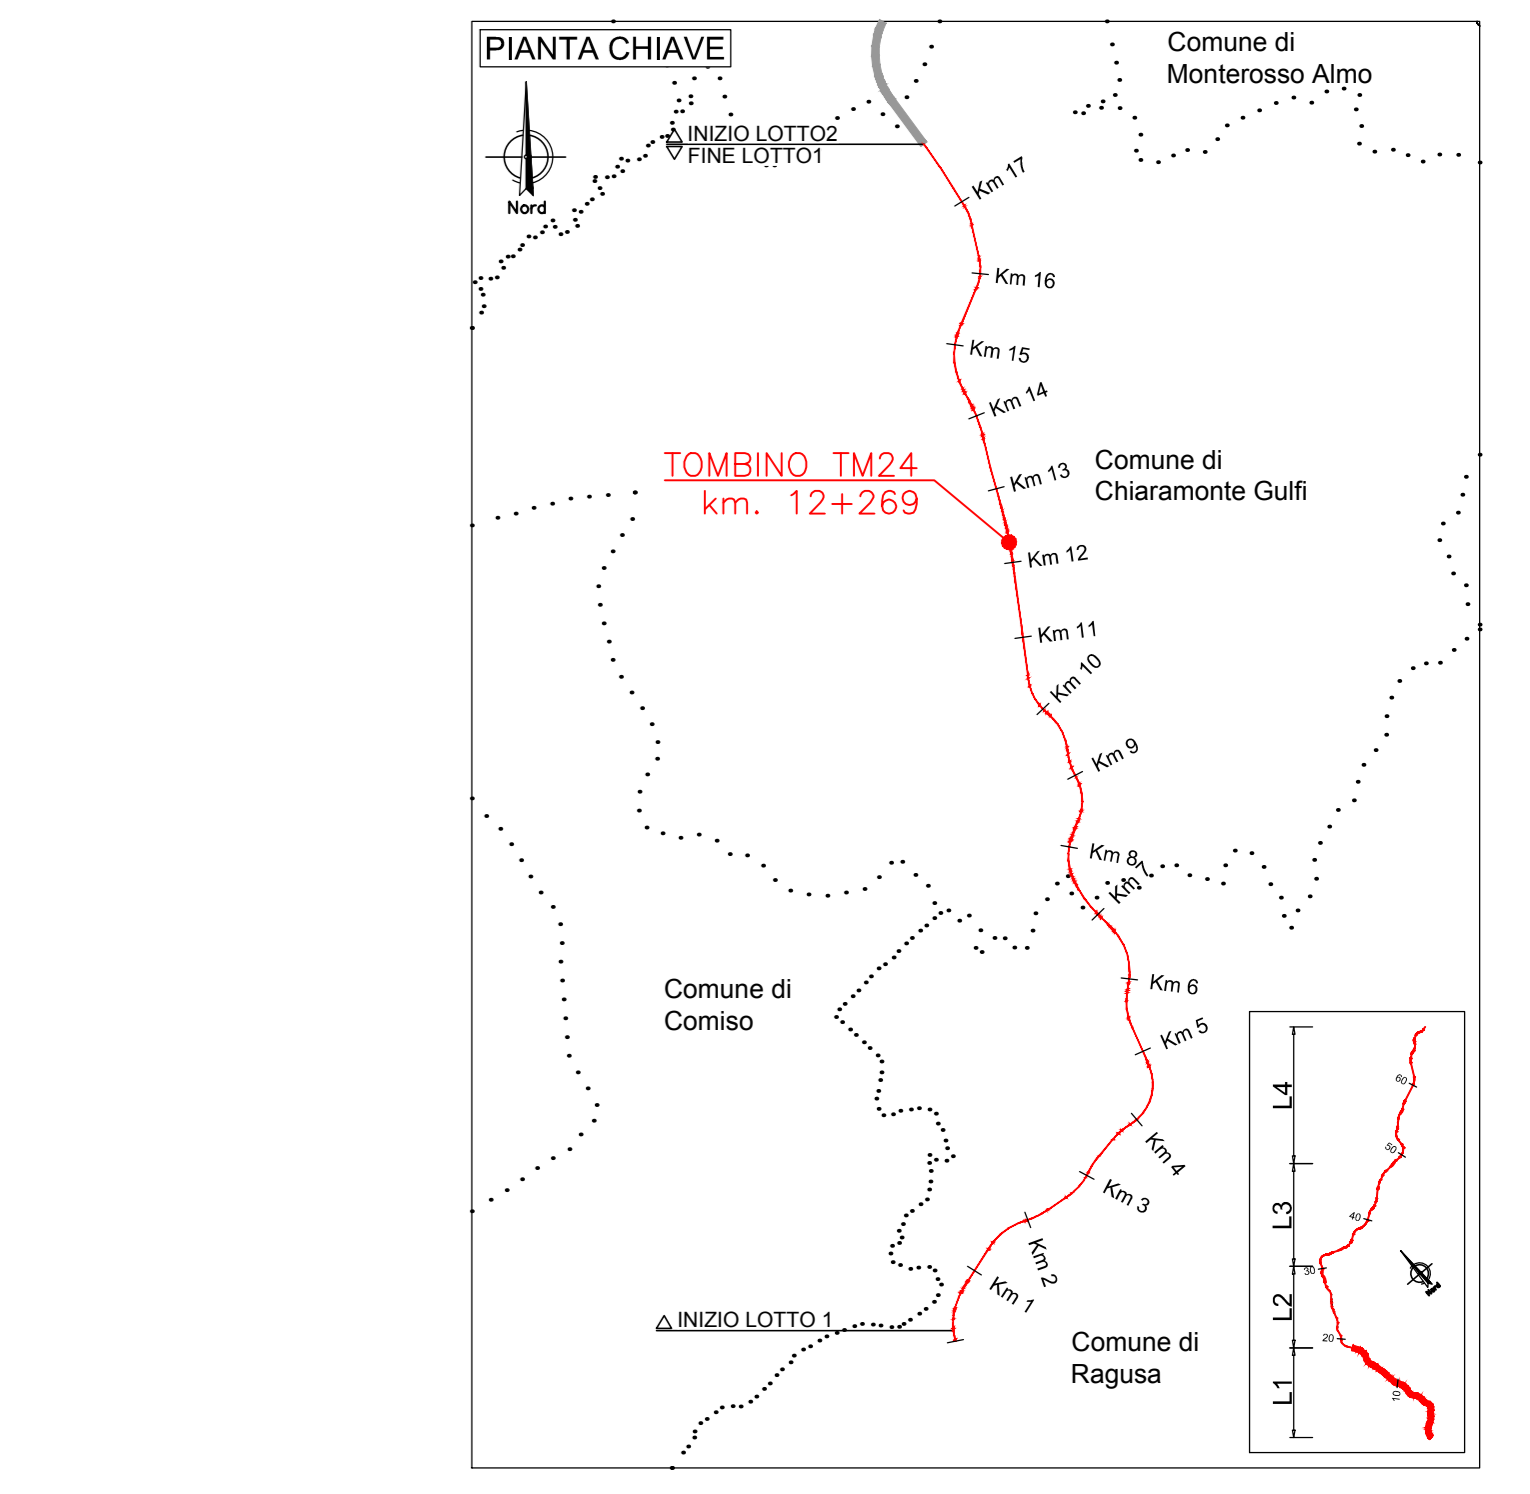 PIANTA CHIAVE
Comune di
Monterosso Almo
INIZIO LOTTO2
FINE LOTTO1
Nord
Km 17
Km 16
Km 15
Km 14
TOMBINO TM24
km. 12+269
Km 13
Comune di
Chiaramonte Gulfi
Km 12
Km 11
Km 10
Km 9
Km 8
Km 7
Km 6
Comune di
Comiso
Km 5
Km 4
Km 3
Km 2
Km 1
INIZIO LOTTO 1
Comune di
Ragusa
L4
L3
L2
L1
60
50
40
30
20
10